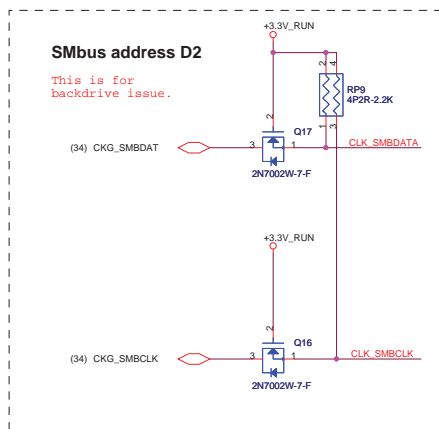 +3.3V_RUN
SMbus address D2
This is for
backdrive issue.
2 4
RP9
4P2R-2.2K
1 3
2
Q17
(34) CKG_SMBDAT
3 1
CLK_SMBDATA
2N7002W-7-F
+3.3V_RUN
2
Q16
(34) CKG_SMBCLK
3 1
CLK_SMBCLK
2N7002W-7-F